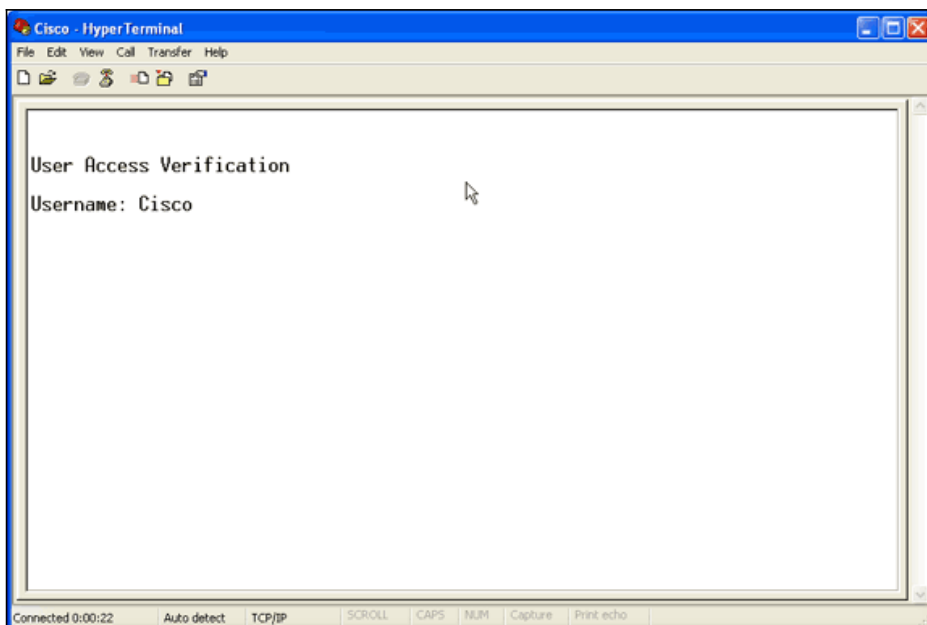 Cisco - HyperTerminal
File Edit View Call Transfer Help
User Access Verification
Username: Cisco
Connected 0:00:22 Auto detect TCP/IP SCROLL CAPS NUM Capture Print echo